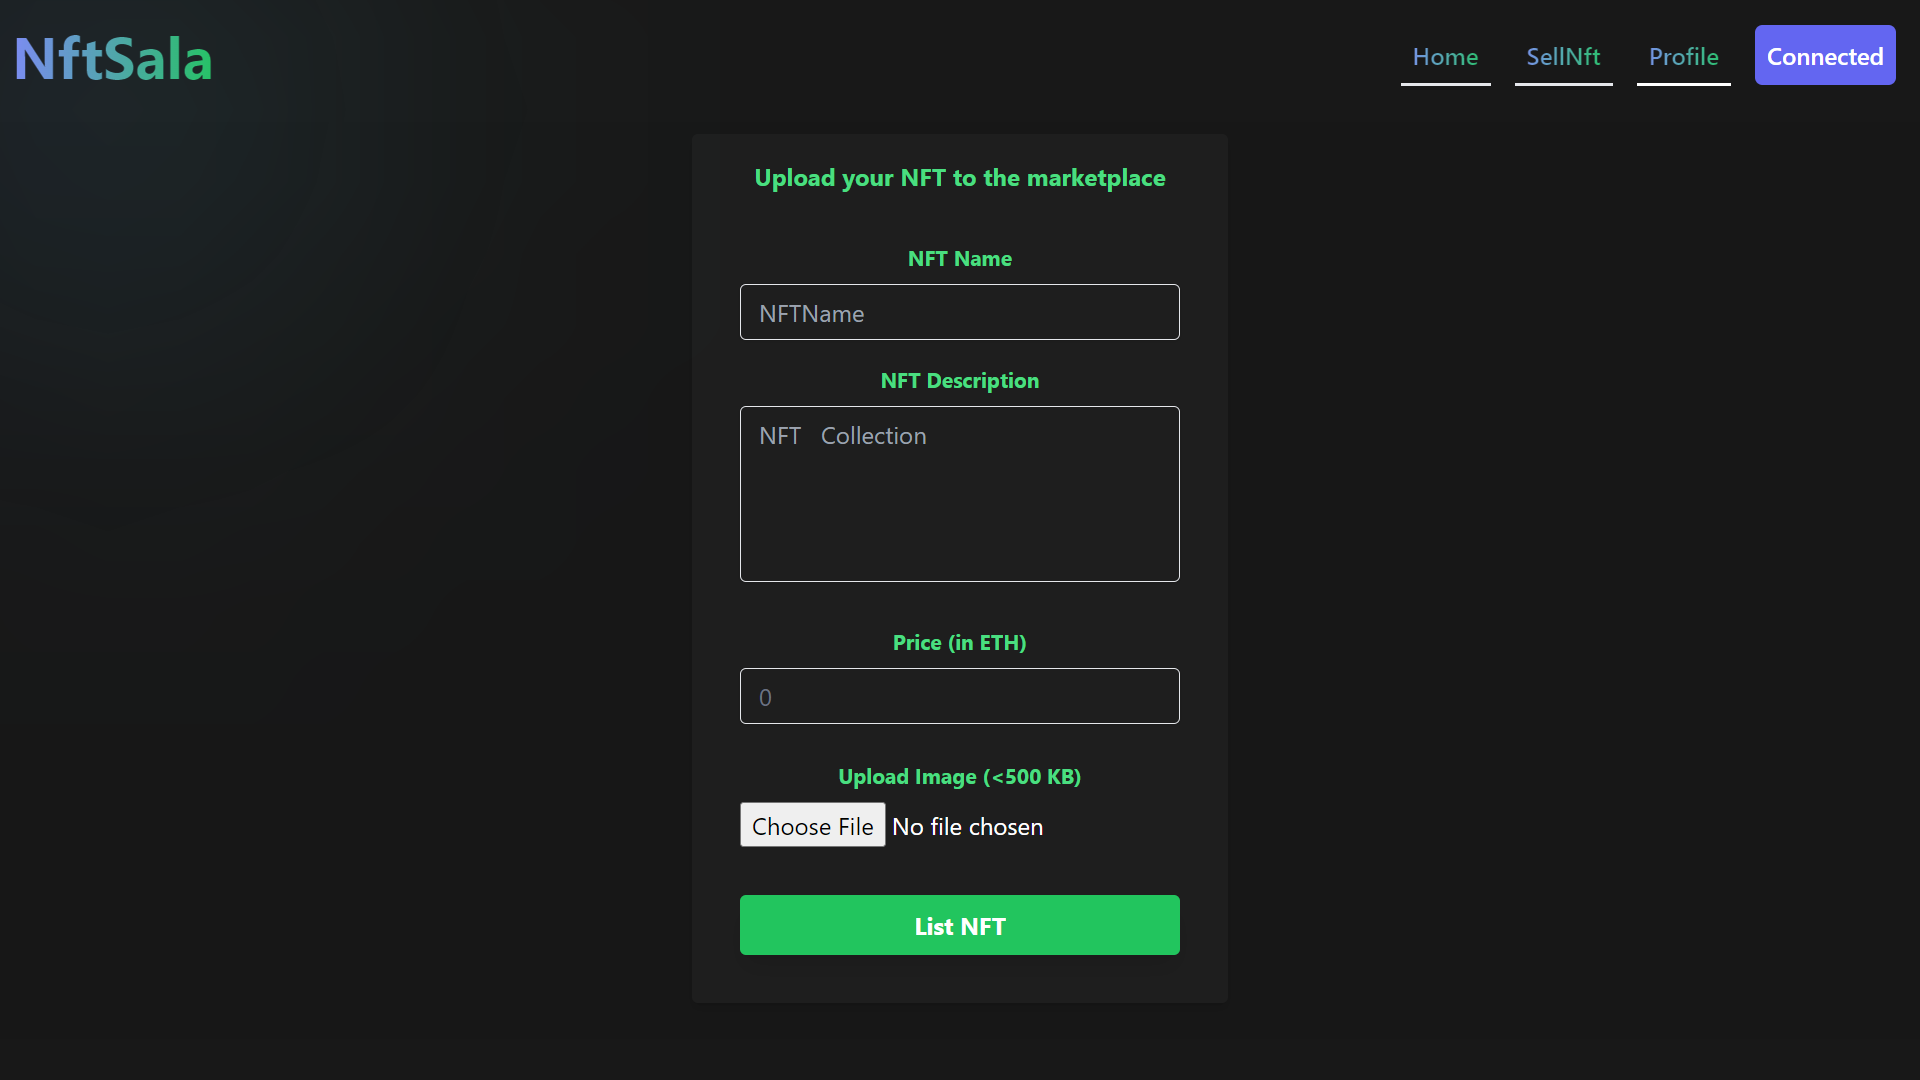 NftSala
Home
SellNft
Profile
Connected
Upload your NFT to the marketplace
NFT Name
NFTName
NFT Description
NFT Collection
Price (in ETH)
0
Upload Image (<500 KB)
Choose File No file chosen
List NFT